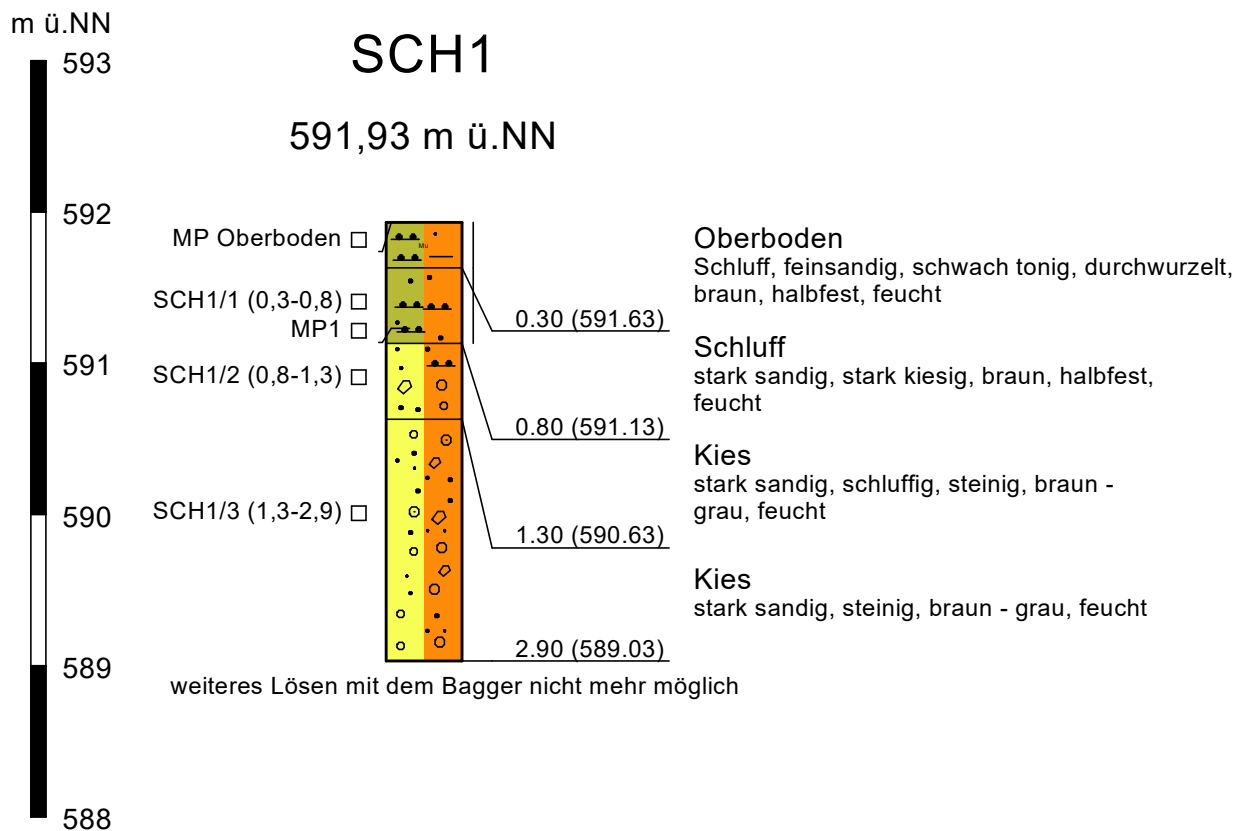 m ü.NN
SCH1
591,93 m ü.NN
593
592
591
590
589
588
MP Oberboden
SCH1/1 (0,3-0,8)
MP1
SCH1/2 (0,8-1,3)
SCH1/3 (1,3-2,9)
Mu
0.30 (591.63)
0.80 (591.13)
1.30 (590.63)
2.90 (589.03)
Oberboden
Schluff, feinsandig, schwach tonig, durchwurzelt,
braun, halbfest, feucht
Schluff
stark sandig, stark kiesig, braun, halbfest,
feucht
Kies
stark sandig, schluffig, steinig, braun -
grau, feucht
Kies
stark sandig, steinig, braun - grau, feucht
weiteres Lösen mit dem Bagger nicht mehr möglich